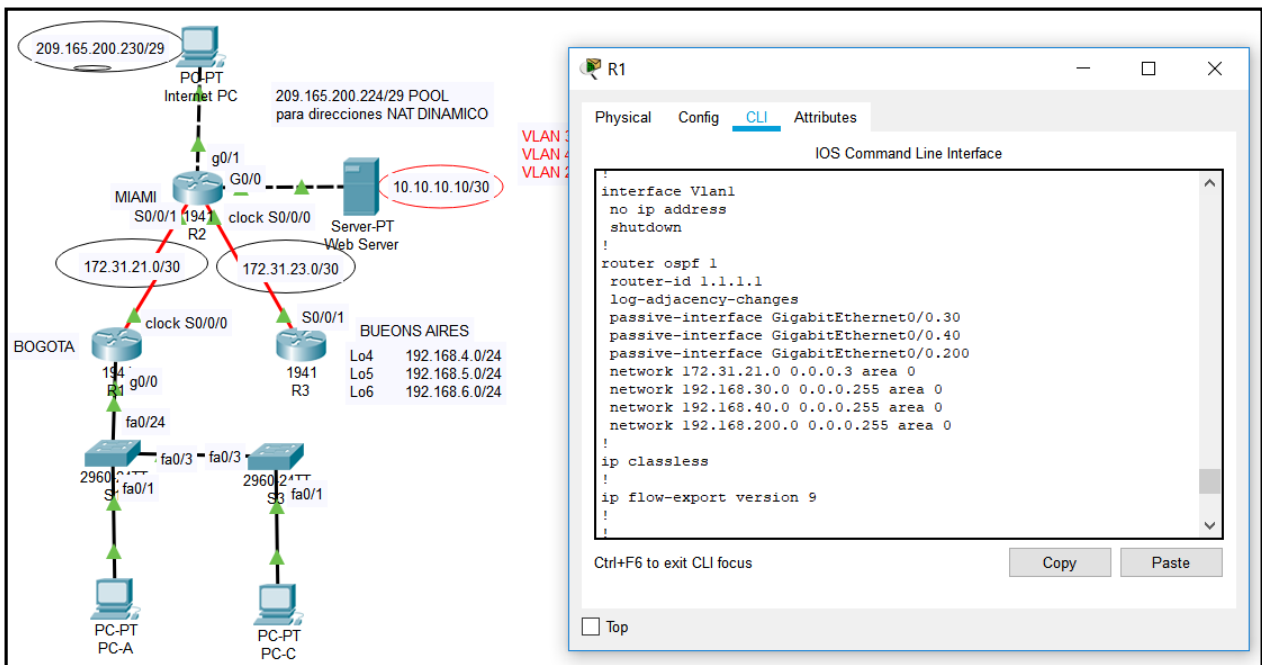 209.165.200.230/29
PC-PT
Internet PC
209.165.200.224/29 POOL
para direcciones NAT DINAMICO
VLAN 3
VLAN 4
VLAN 2
g0/1
G0/0
MIAMI
S0/0/1
1941
clock S0/0/0
R2
10.10.10.10/30
Server-PT
Web Server
172.31.21.0/30
172.31.23.0/30
clock S0/0/0
S0/0/1
BOGOTA
BUEONS AIRES
Lo4 192.168.4.0/24
Lo5 192.168.5.0/24
Lo6 192.168.6.0/24
R1
g0/0
1941
R3
fa0/24
fa0/3
fa0/3
fa0/1
S3
fa0/1
PC-PT
PC-A
PC-PT
PC-C
R1
Physical Config CLI Attributes
IOS Command Line Interface
!
interface Vlan1
no ip address
shutdown
!
router ospf 1
router-id 1.1.1.1
log-adjacency-changes
passive-interface GigabitEthernet0/0.30
passive-interface GigabitEthernet0/0.40
passive-interface GigabitEthernet0/0.200
network 172.31.21.0 0.0.0.3 area 0
network 192.168.30.0 0.0.0.255 area 0
network 192.168.40.0 0.0.0.255 area 0
network 192.168.200.0 0.0.0.255 area 0
!
ip classless
!
ip flow-export version 9
!
!
Ctrl+F6 to exit CLI focus
Copy
Paste
Top